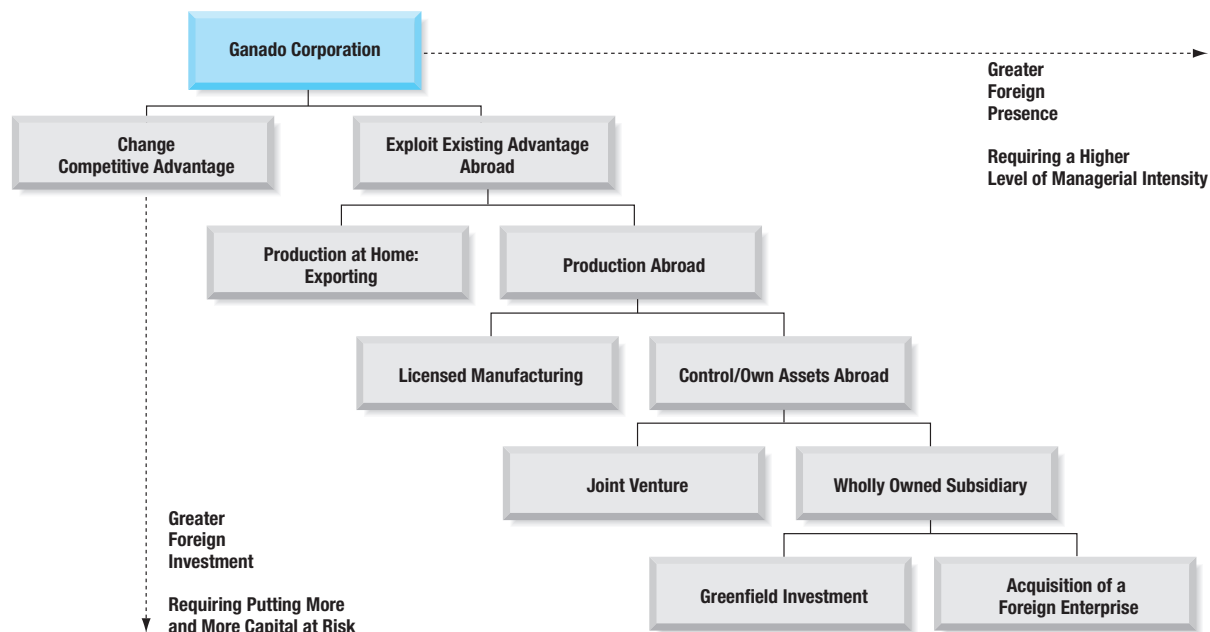 Ganado Corporation
Greater
Foreign
Presence
Requiring a Higher
Level of Managerial Intensity
Change
Competitive Advantage
Exploit Existing Advantage
Abroad
Production at Home:
Exporting
Production Abroad
Licensed Manufacturing
Control/Own Assets Abroad
Joint Venture
Wholly Owned Subsidiary
Greater
Foreign
Investment
Requiring Putting More
and More Capital at Risk
Greenfield Investment
Acquisition of a
Foreign Enterprise